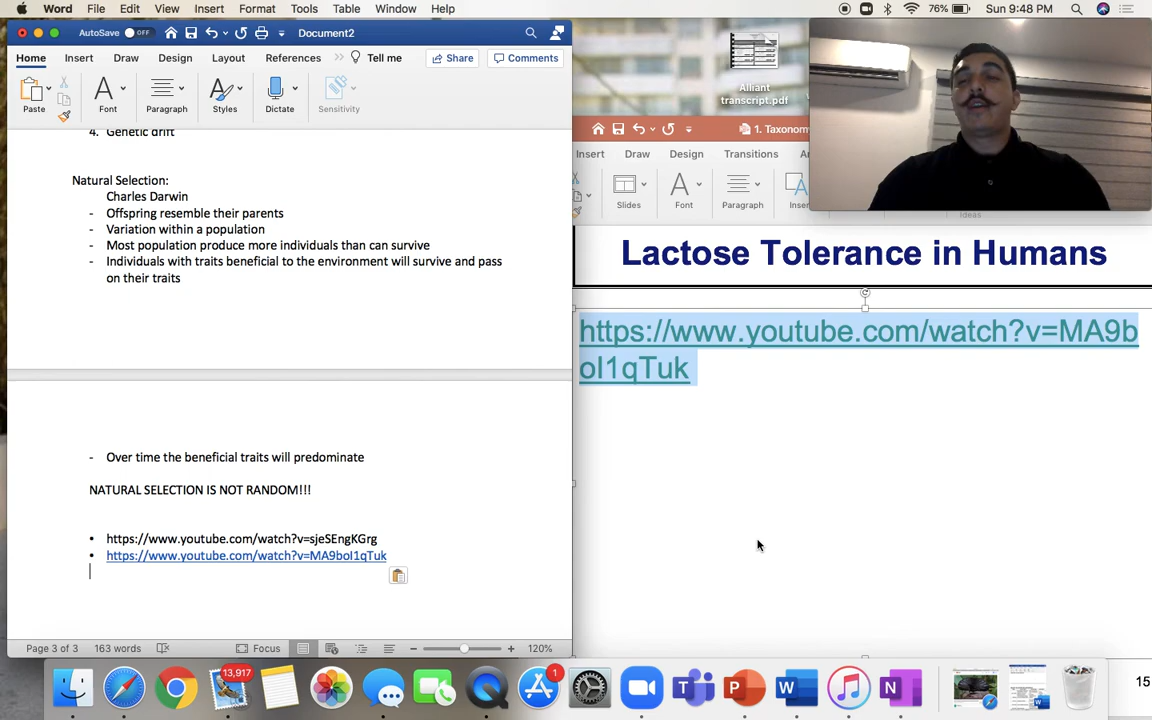 Word File Edit View Insert Format Tools Table Window Help 76% Sun 9:48 PM
AutoSave OFF Document2
Home Insert Draw Design Layout References >> Tell me Share Comments
Paste Font Paragraph Styles Dictate Sensitivity
4. Genetic drift
Natural Selection:
Charles Darwin
- Offspring resemble their parents
- Variation within a population
- Most population produce more individuals than can survive
- Individuals with traits beneficial to the environment will survive and pass
on their traits
- Over time the beneficial traits will predominate
NATURAL SELECTION IS NOT RANDOM!!!
• https://www.youtube.com/watch?v=sjeSEngKGrg
• https://www.youtube.com/watch?v=MA9boI1qTuk
Page 3 of 3 163 words Focus 120%
Alliant
transcript.pdf
1. Taxonom
Insert Draw Design Transitions
Slides Font Paragraph Inser
Ideas
Lactose Tolerance in Humans
https://www.youtube.com/watch?v=MA9b
oI1qTuk
15
13,917
1